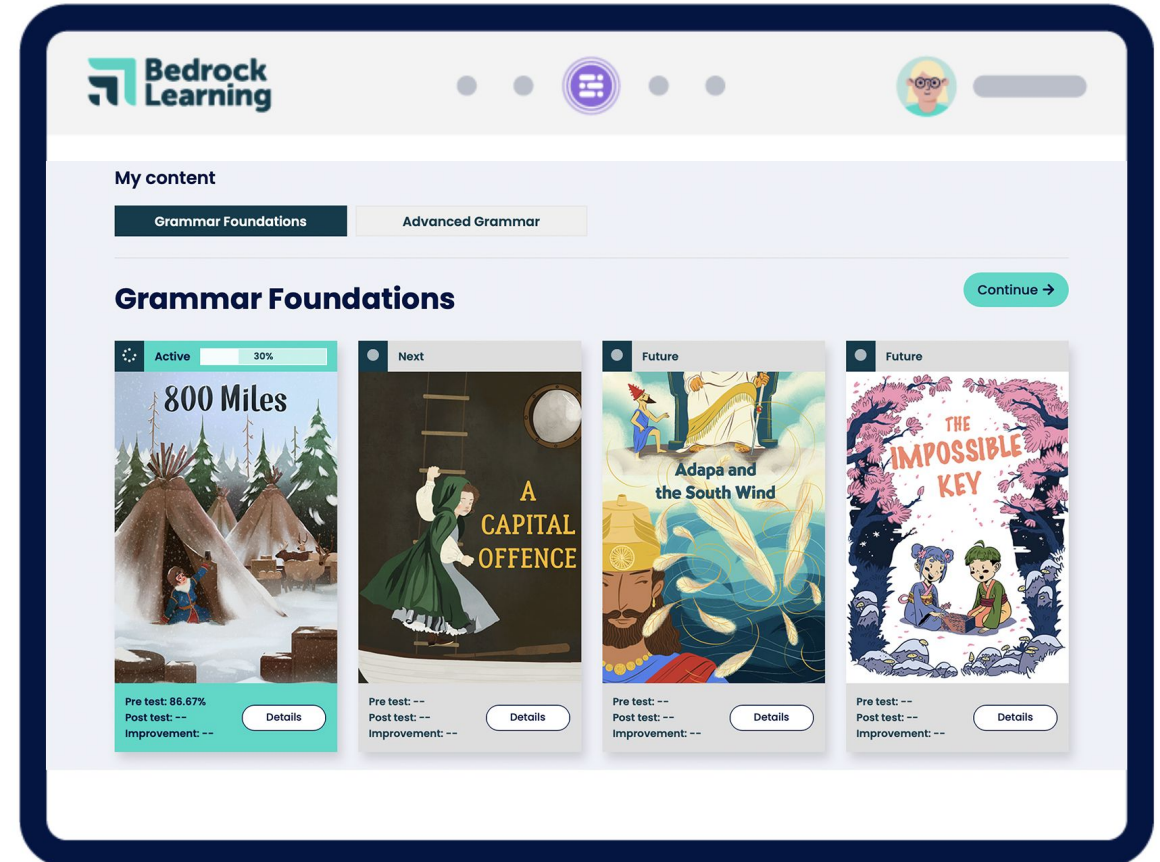 Bedrock
Learning
My content
Grammar Foundations
Advanced Grammar
Grammar Foundations
Continue →
Active
30%
Next
Future
Future
800 Miles
A
CAPITAL
OFFENCE
Adapa and
the South Wind
THE
IMPOSSIBLE
KEY
Pre test: 86.67%
Post test: --
Improvement: --
Details
Pre test: --
Post test: --
Improvement: --
Details
Pre test: --
Post test: --
Improvement: --
Details
Pre test: --
Post test: --
Improvement: --
Details